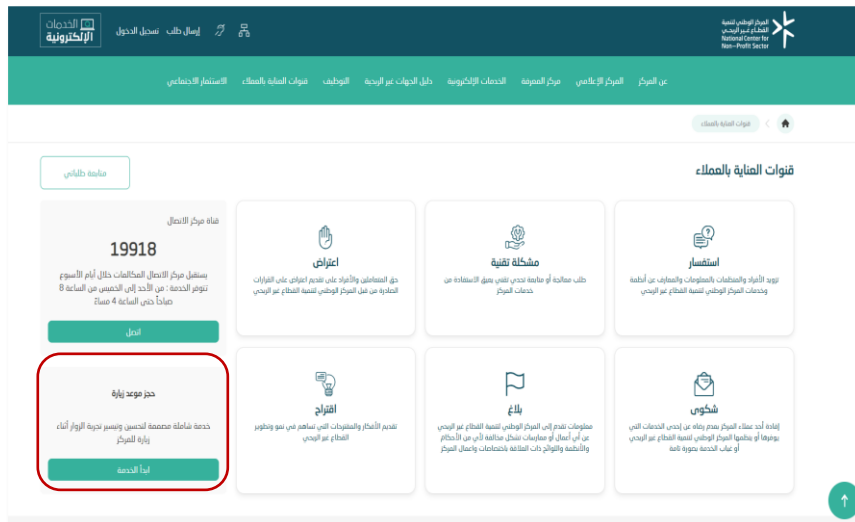 المركز الوطني لتنمية
القطاع غير الربحي
National Center for
Non-Profit Sector
إرسال طلب
تسجيل الدخول
الخدمات
الإلكترونية
عن المركز
المركز الإعلامي
مركز المعرفة
الخدمات الإلكترونية
دليل الجهات غير الربحية
التوظيف
قنوات العناية بالعملاء
الاستثمار الاجتماعي
قنوات العناية بالعملاء
قنوات العناية بالعملاء
متابعة طلباتي
استفسار
تزويد الأفراد والمنظمات بالمعلومات والمعارف عن أنظمة
وخدمات المركز الوطني لتنمية القطاع غير الربحي
مشكلة تقنية
طلب معالجة أو متابعة تحدي تقني يعيق الاستفادة من
خدمات المركز
اعتراض
حق المتعاملين والأفراد على تقديم اعتراض على القرارات
الصادرة من قبل المركز الوطني لتنمية القطاع غير الربحي
قناة مركز الاتصال
19918
يستقبل مركز الاتصال المكالمات خلال أيام الأسبوع
تتوفر الخدمة : من الأحد إلى الخميس من الساعة 8
صباحاً حتى الساعة 4 مساءً
اتصل
شكوى
إفادة أحد عملاء المركز بعدم رضاه عن إحدى الخدمات التي
يوفرها أو ينظمها المركز الوطني لتنمية القطاع غير الربحي
أو غياب الخدمة بصورة تامة
بلاغ
معلومات تقدم إلى المركز الوطني لتنمية القطاع غير الربحي
عن أي أعمال أو ممارسات تشكل مخالفة لأي من الأحكام
والأنظمة واللوائح ذات العلاقة باختصاصات واعمال المركز
اقتراح
تقديم الأفكار والمقترحات التي تساهم في نمو وتطوير
القطاع غير الربحي
حجز موعد زيارة
خدمة شاملة مصممة لتحسين وتيسير تجربة الزوار أثناء
زيارة للمركز
ابدأ الخدمة